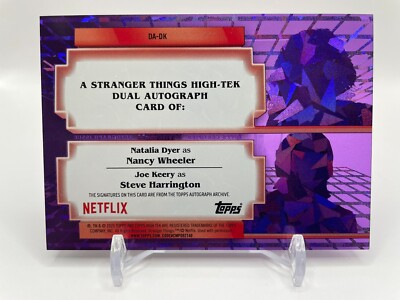 DA-DK
A STRANGER THINGS HIGH-TEK
DUAL AUTOGRAPH
CARD OF:
Natalia Dyer as
Nancy Wheeler
Joe Keery as
Steve Harrington
THE SIGNATURES ON THIS CARD ARE FROM THE TOPPS AUTOGRAPH ARCHIVE.
NETFLIX
Topps